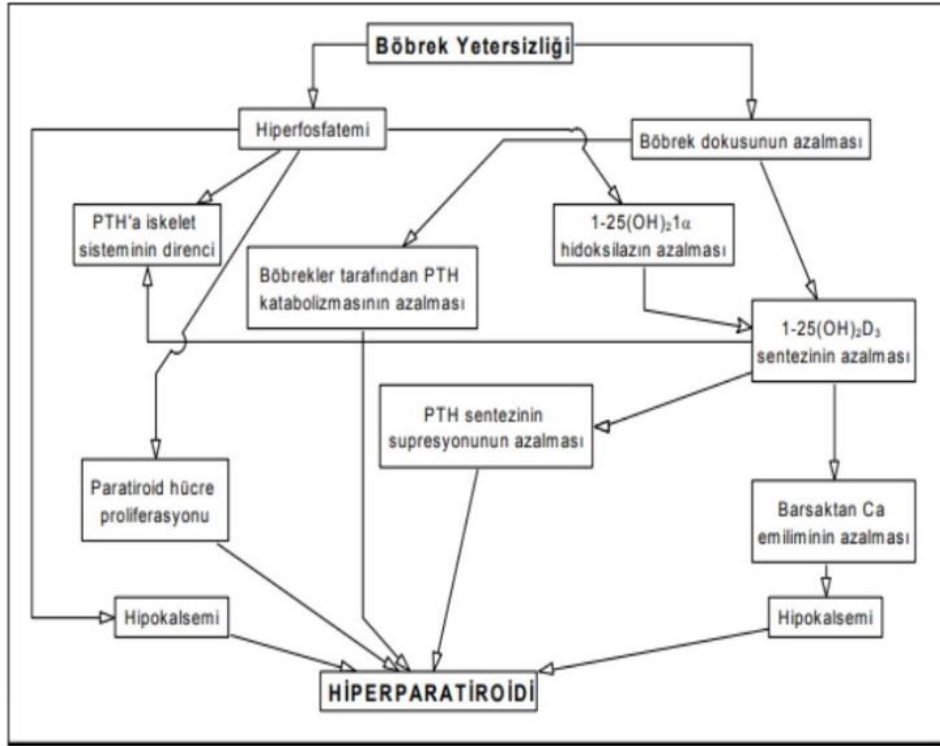 Böbrek Yetersizliği
Hiperfosfatemi
Böbrek dokusunun azalması
PTH'a iskelet
sisteminin direnci
1-25(OH)₂1α
hidoksilazın azalması
Böbrekler tarafından PTH
katabolizmasının azalması
1-25(OH)₂D₃
sentezinin azalması
PTH sentezinin
supresyonunun azalması
Paratiroid hücre
proliferasyonu
Barsaktan Ca
emiliminin azalması
Hipokalsemi
Hipokalsemi
HİPERPARATİROİDİ